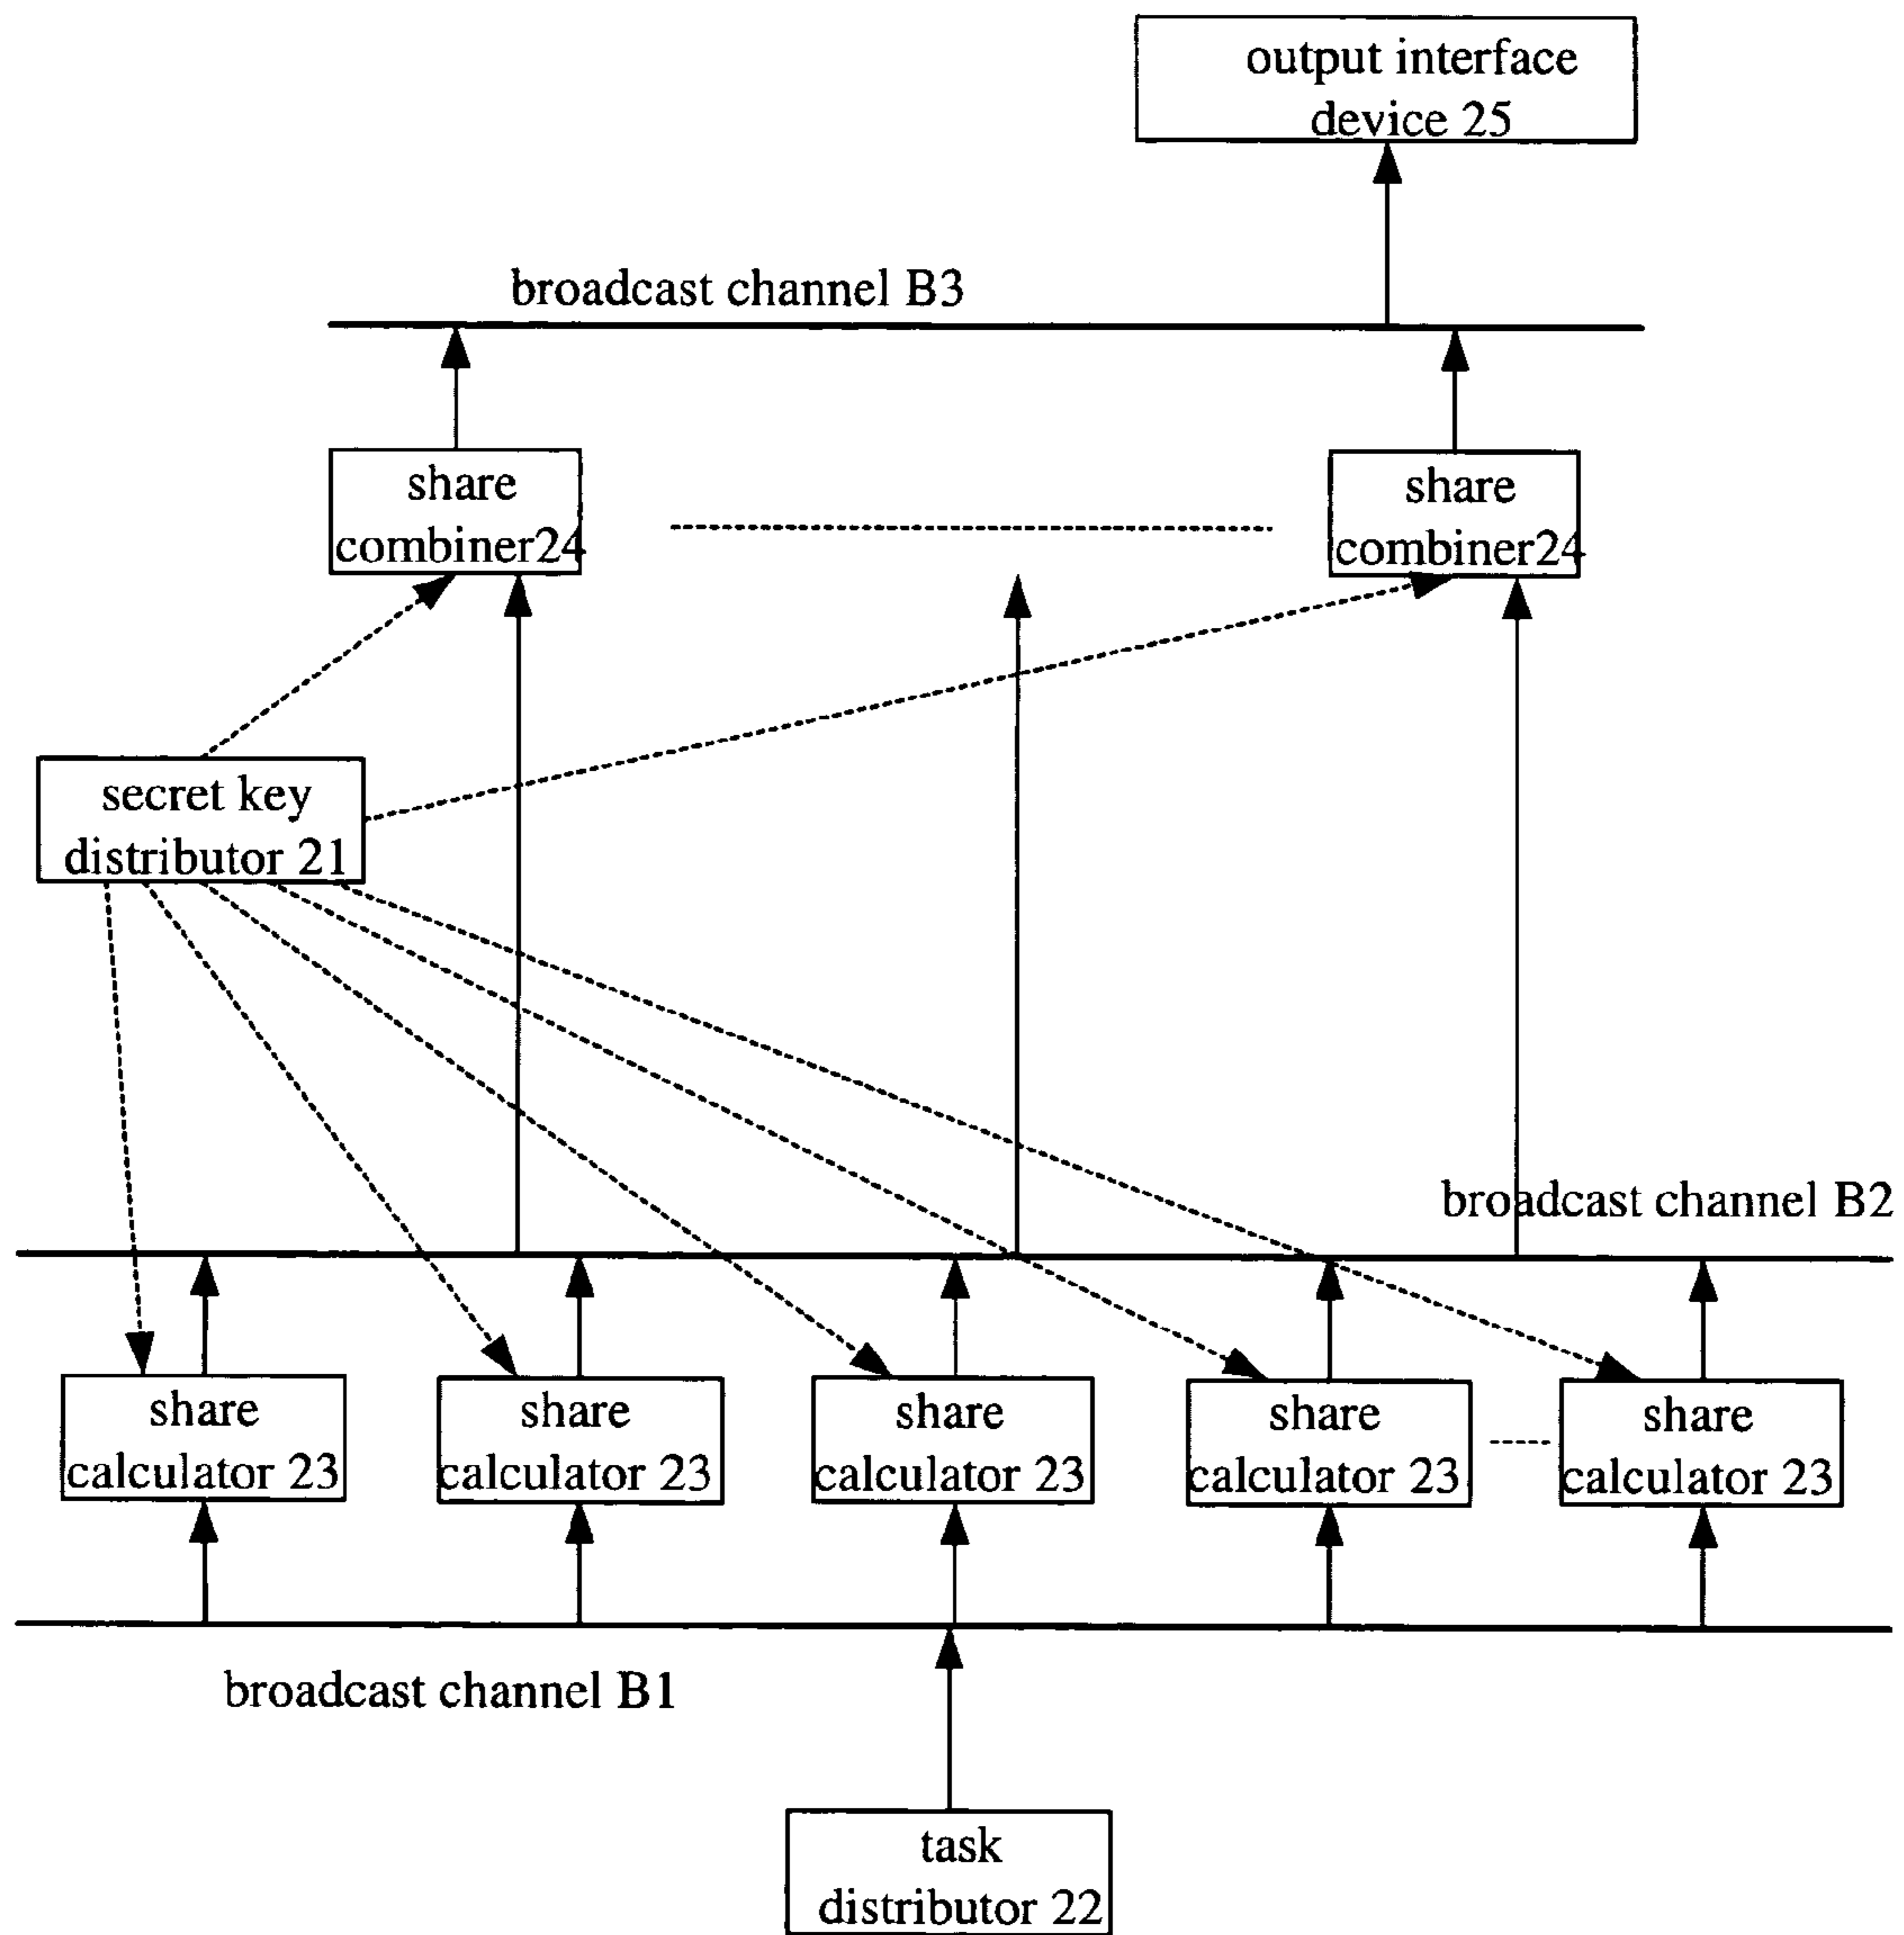 output interface
device 25
broadcast channel B3
share
combiner24
share
combiner24
secret key
distributor 21
broadcast channel B2
share
calculator 23
share
calculator 23
share
calculator 23
share
calculator 23
share
calculator 23
broadcast channel B1
task
distributor 22